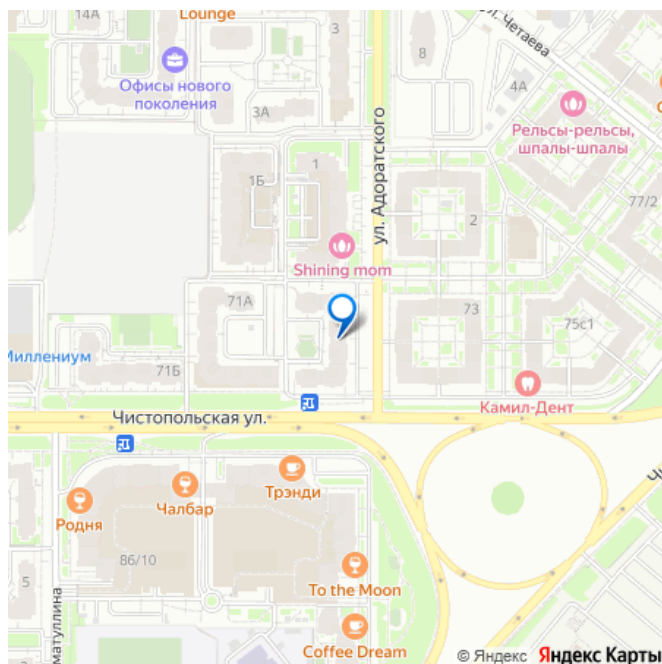 14А
Lounge
3
8
ул. Четаева
Офисы нового
поколения
4А
3А
ул. Адоратского
Рельсы-рельсы,
шпалы-шпалы
1
1Б
77/2
2
Shining mom
71А
73
75с1
Миллениум
71Б
Камил-Дент
Чистопольская ул.
Трэнди
Чалбар
Родня
86/10
To the Moon
5
матуллина
Coffee Dream
© Яндекс Яндекс Карты